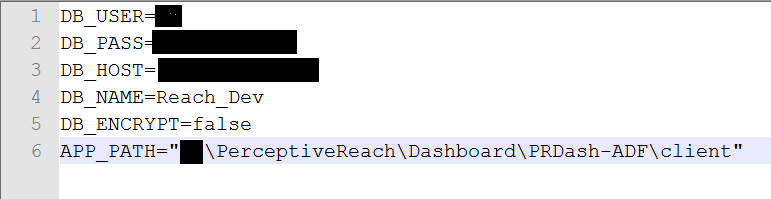 1 DB_USER=
2 DB_PASS=
3 DB_HOST=
4 DB_NAME=Reach_Dev
5 DB_ENCRYPT=false
6 APP_PATH="\PerceptiveReach\Dashboard\PRDash-ADF\client"